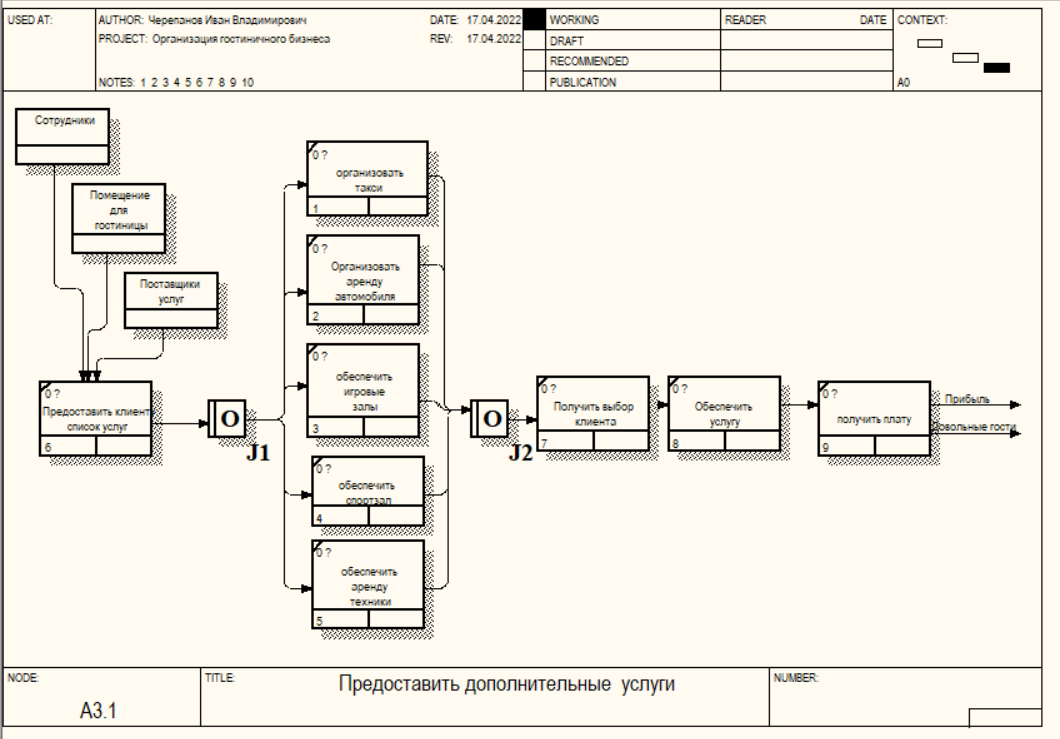 USED AT:
AUTHOR: Черепанов Иван Владимирович
DATE: 17.04.2022
PROJECT: Организация гостиничного бизнеса
REV: 17.04.2022
NOTES: 1 2 3 4 5 6 7 8 9 10
WORKING
DRAFT
RECOMMENDED
PUBLICATION
READER
DATE
CONTEXT:
A0
Сотрудники
Помещение
для
гостиницы
Поставщики
услуг
0 ?
Предоставить клиенту
список услуг
6
O
J1
0 ?
организовать
такси
1
0 ?
Организовать
аренду
автомобиля
2
0 ?
обеспечить
игровые
залы
3
0 ?
обеспечить
спортзал
4
0 ?
обеспечить
аренду
техники
5
O
J2
0 ?
Получить выбор
клиента
7
0 ?
Обеспечить
услугу
8
0 ?
получить плату
9
Прибыль
Довольные гости
NODE:
A3.1
TITLE:
Предоставить дополнительные услуги
NUMBER: